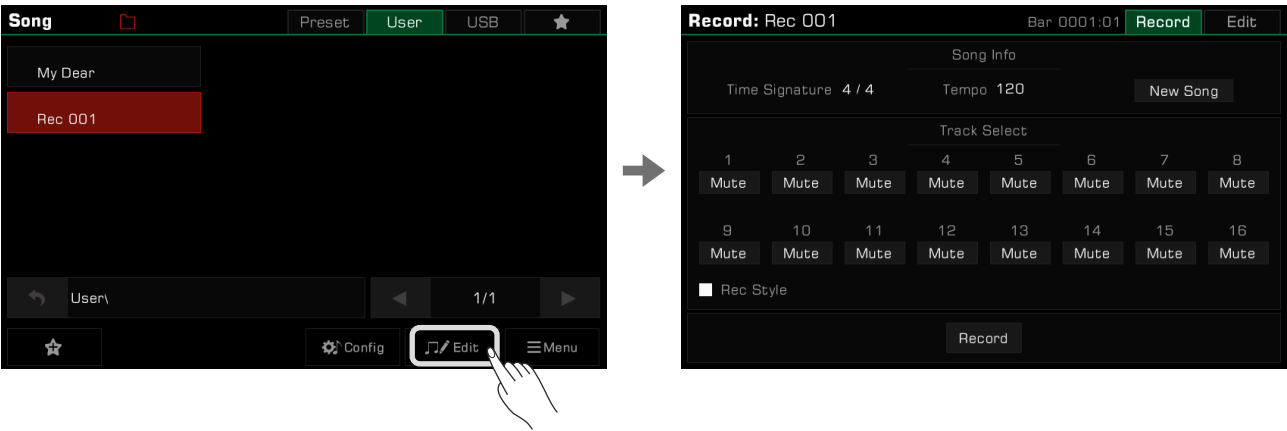 Song Preset User USB
My Dear
Rec 001
User\ 1/1
Config Edit Menu
Record: Rec 001 Bar 0001:01 Record Edit
Song Info
Time Signature 4 / 4 Tempo 120 New Song
Track Select
1 2 3 4 5 6 7 8
Mute Mute Mute Mute Mute Mute Mute Mute
9 10 11 12 13 14 15 16
Mute Mute Mute Mute Mute Mute Mute Mute
Rec Style
Record